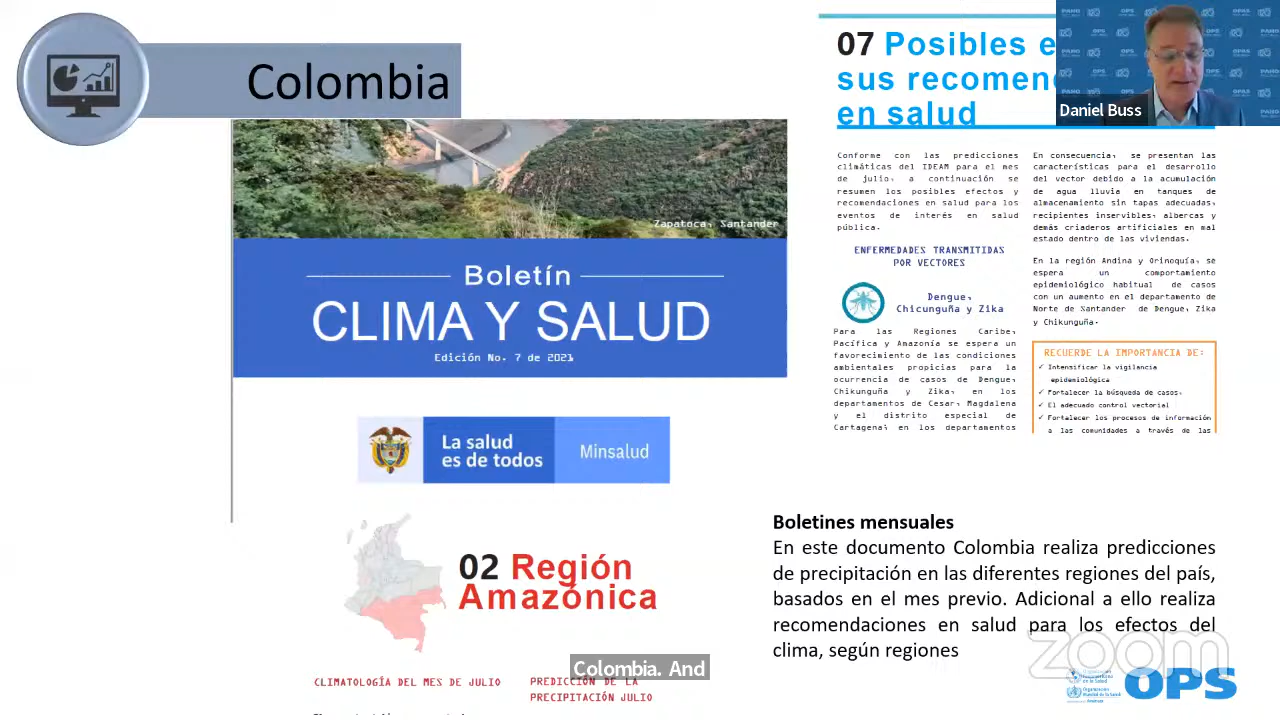 Colombia
Zapatoca, Santander
Boletín
CLIMA Y SALUD
Edición No. 7 de 2021
La salud
es de todos
Minsalud
02 Región
Amazónica
CLIMATOLOGÍA DEL MES DE JULIO
PREDICCIÓN DE LA
PRECIPITACIÓN JULIO
Colombia. And
07 Posibles e
sus recomen
en salud
Daniel Buss
Conforme con las predicciones
climáticas del IDEAM para el mes
de julio, a continuación se
resumen los posibles efectos y
recomendaciones en salud para los
eventos de interés en salud
pública.
ENFERMEDADES TRANSMITIDAS
POR VECTORES
Dengue,
Chicunguña y Zika
Para las Regiones Caribe,
Pacífica y Amazonía se espera un
favorecimiento de las condiciones
ambientales propicias para la
ocurrencia de casos de Dengue,
Chikunguña y Zika, en los
departamentos de Cesar, Magdalena
y el distrito especial de
Cartagena; en los departamentos
En consecuencia, se presentan las
características para el desarrollo
del vector debido a la acumulación
de agua lluvia en tanques de
almacenamiento sin tapas adecuadas,
recipientes inservibles, albercas y
demás criaderos artificiales en mal
estado dentro de las viviendas.
En la región Andina y Orinoquía, se
espera un comportamiento
epidemiológico habitual de casos
con un aumento en el departamento de
Norte de Santander de Dengue, Zika
y Chikunguña.
RECUERDE LA IMPORTANCIA DE:
✓ Intensificar la vigilancia
epidemiológica
✓ Fortalecer la búsqueda de casos.
✓ El adecuado control vectorial
✓ Fortalecer los procesos de información
a las comunidades a través de las
Boletines mensuales
En este documento Colombia realiza predicciones
de precipitación en las diferentes regiones del país,
basados en el mes previo. Adicional a ello realiza
recomendaciones en salud para los efectos del
clima, según regiones
zoom
OPS